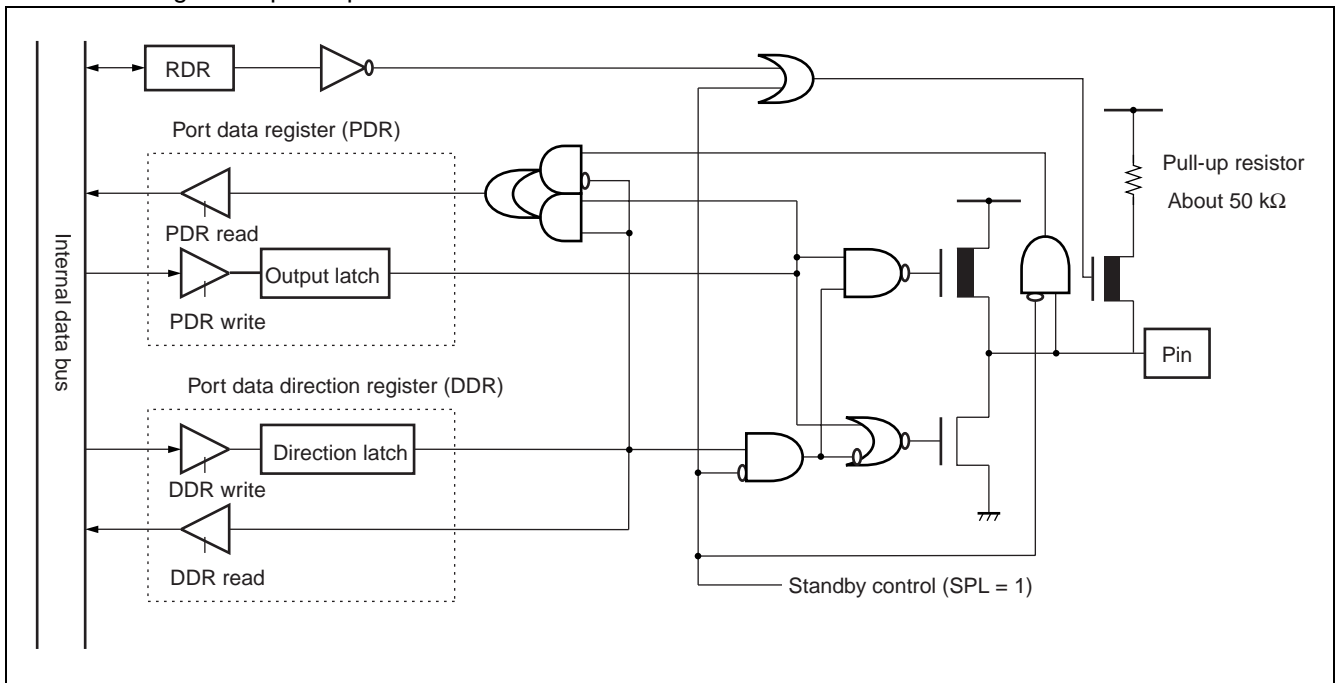 RDR
Port data register (PDR)
Pull-up resistor
About 50 kΩ
PDR read
Internal data bus
Output latch
PDR write
Pin
Port data direction register (DDR)
Direction latch
DDR write
DDR read
Standby control (SPL = 1)